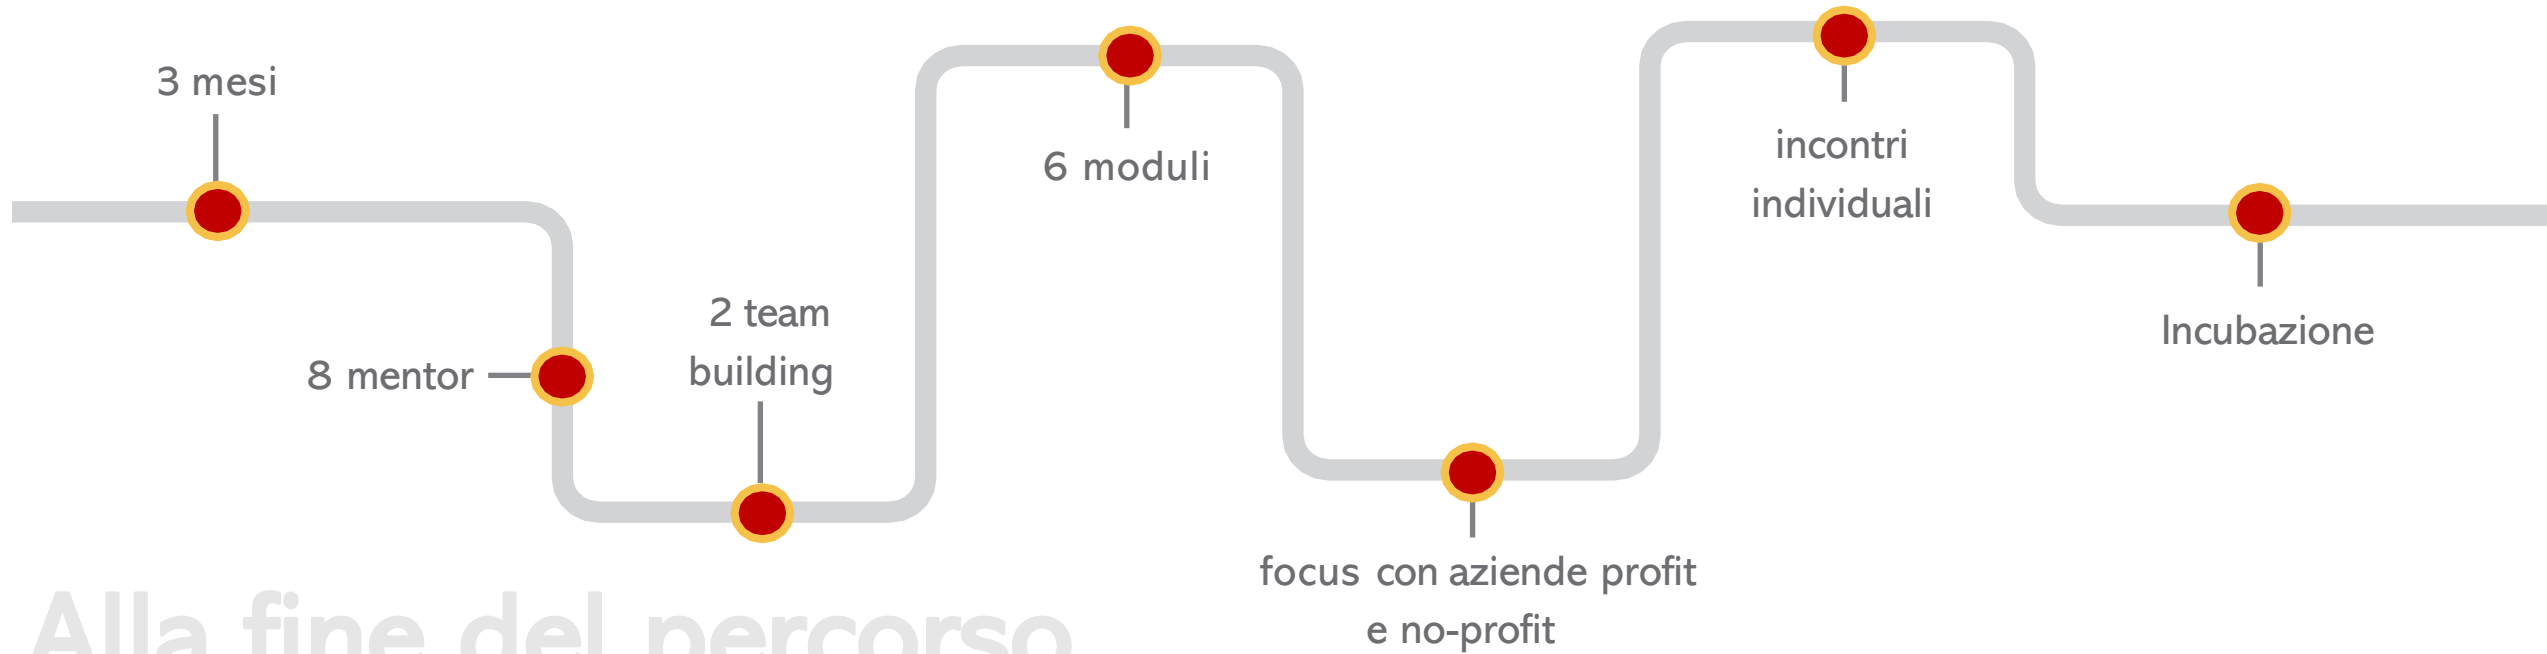 3 mesi
8 mentor
2 team
building
6 moduli
focus con aziende profit
e no-profit
incontri
individuali
Incubazione
Alla fine del percorso